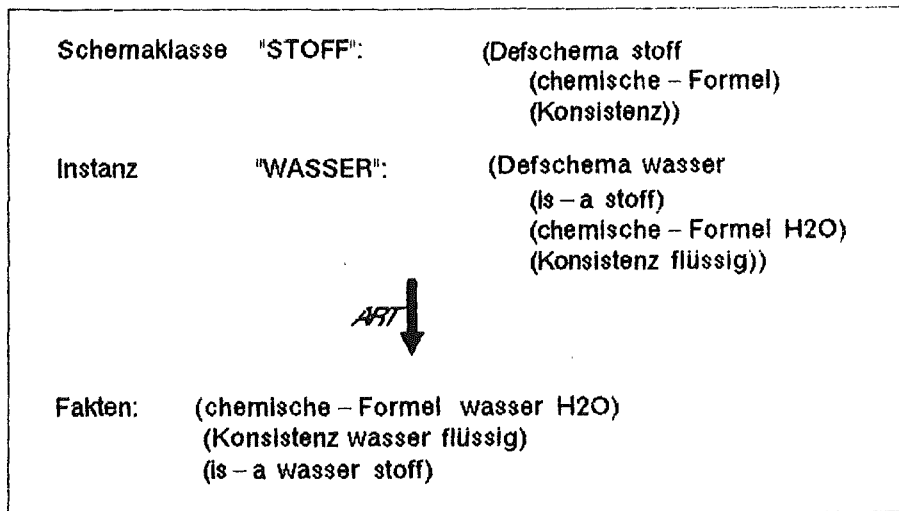 Schemaklasse "STOFF": (Defschema stoff
(chemische – Formel)
(Konsistenz))
Instanz "WASSER": (Defschema wasser
(is – a stoff)
(chemische – Formel H2O)
(Konsistenz flüssig))
ART
Fakten: (chemische – Formel wasser H2O)
(Konsistenz wasser flüssig)
(is – a wasser stoff)